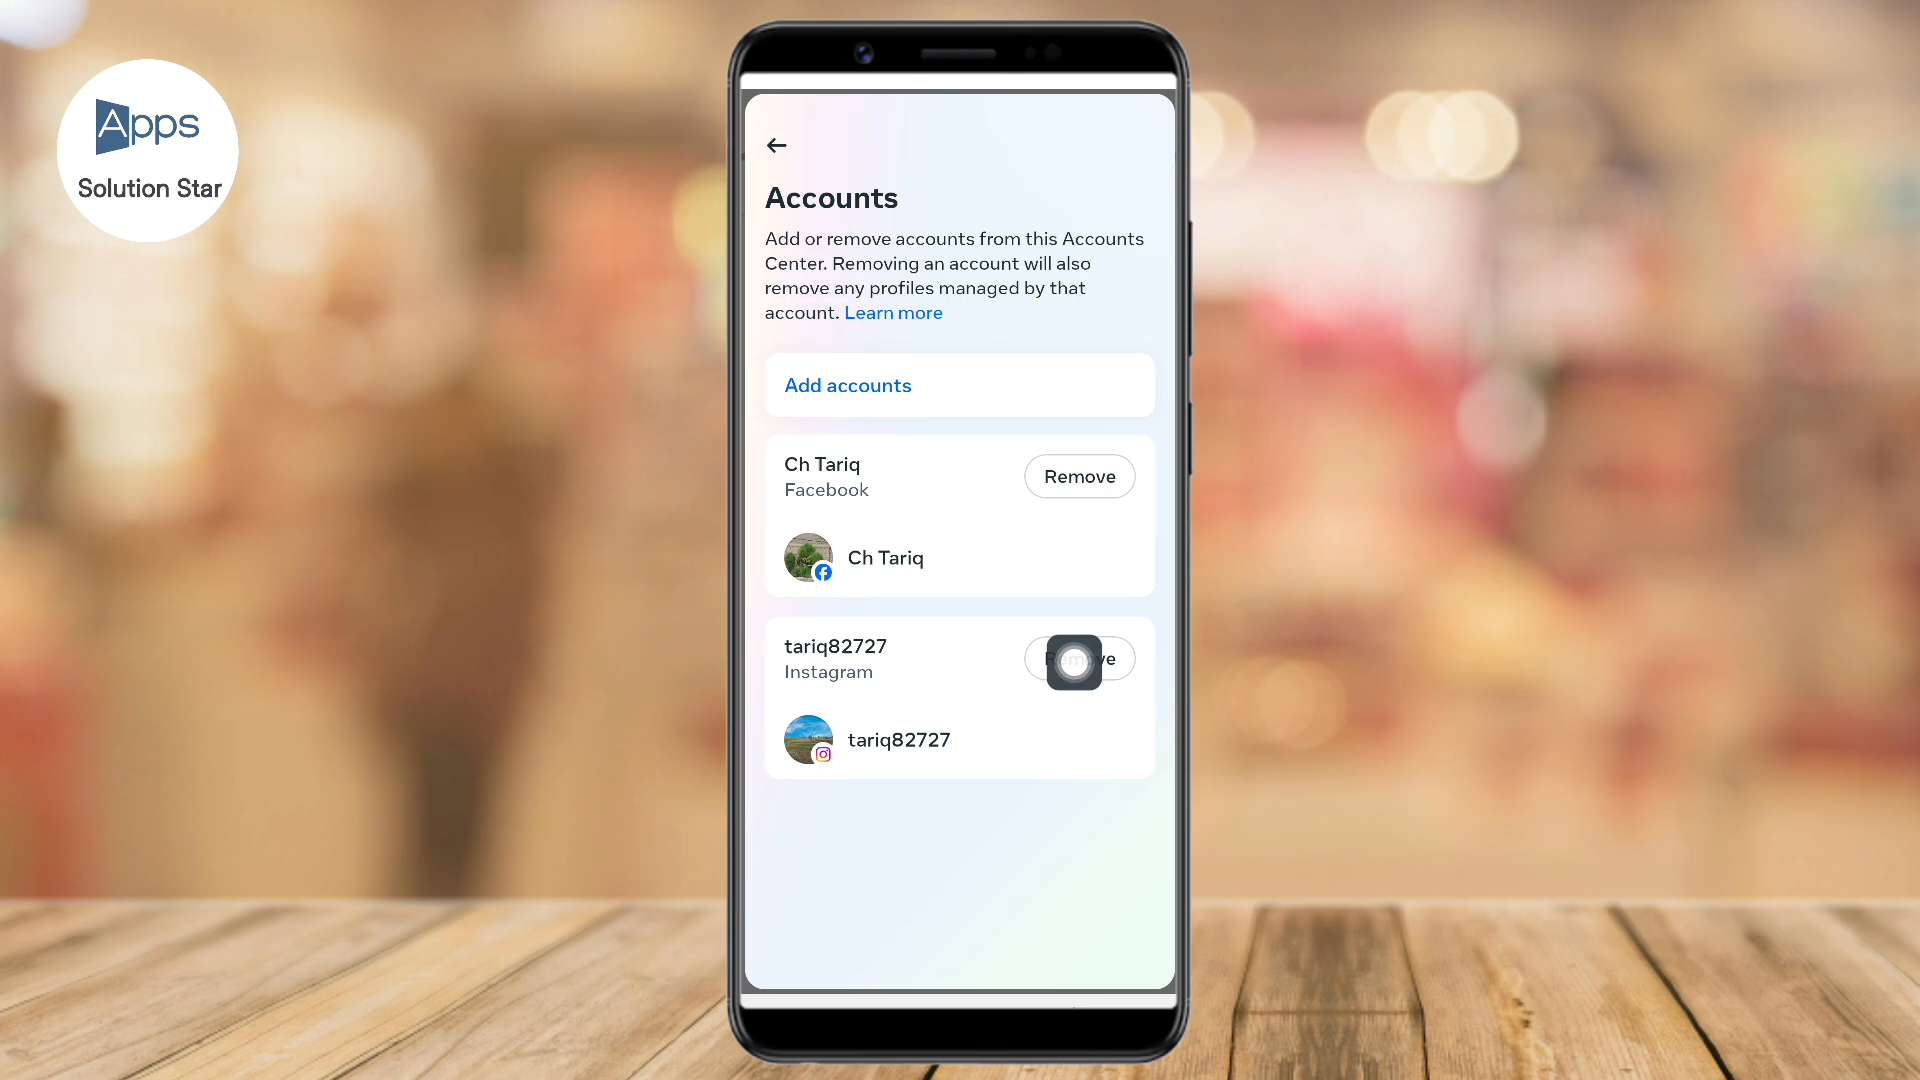 Apps
Solution Star
Accounts
Add or remove accounts from this Accounts
Center. Removing an account will also
remove any profiles managed by that
account. Learn more
Add accounts
Ch Tariq
Facebook
Remove
Ch Tariq
tariq82727
Instagram
Remove
tariq82727